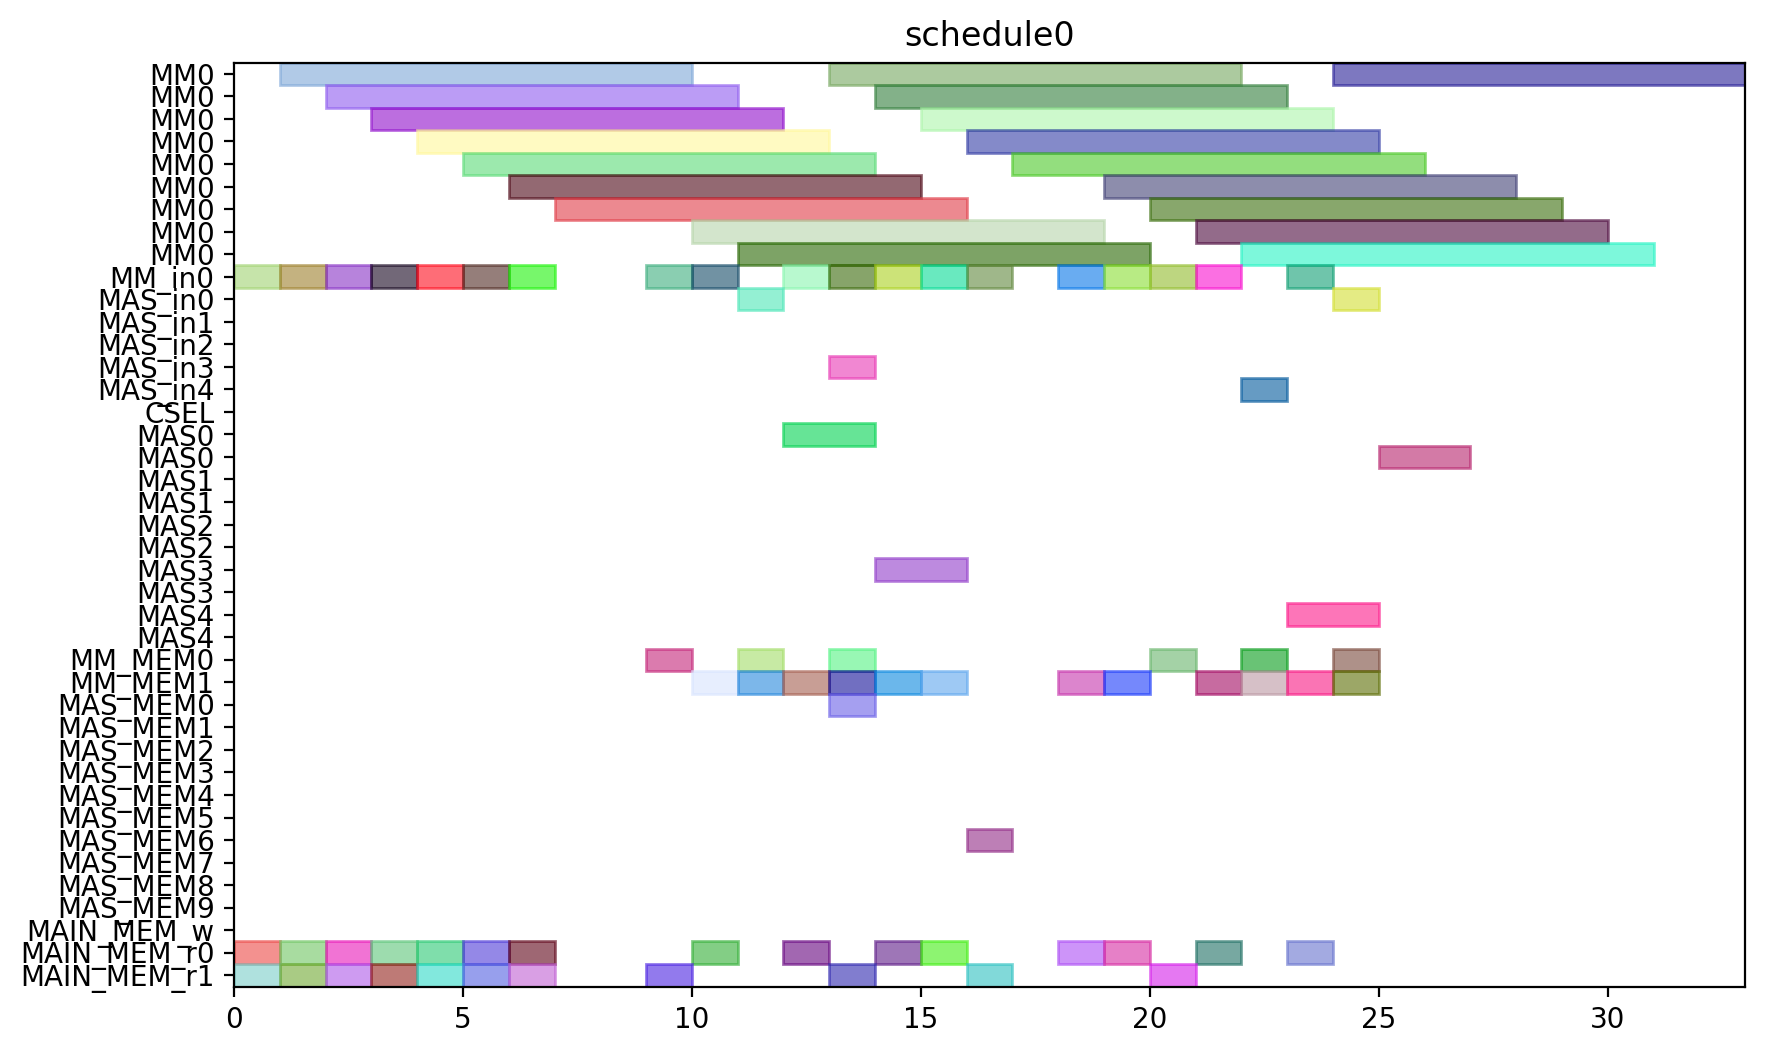 schedule0
MM0
MM0
MM0
MM0
MM0
MM0
MM0
MM0
MM0
MM_in0
MAS_in0
MAS_in1
MAS_in2
MAS_in3
MAS_in4
CSEL
MAS0
MAS0
MAS1
MAS1
MAS2
MAS2
MAS3
MAS3
MAS4
MAS4
MM_MEM0
MM_MEM1
MAS_MEM0
MAS_MEM1
MAS_MEM2
MAS_MEM3
MAS_MEM4
MAS_MEM5
MAS_MEM6
MAS_MEM7
MAS_MEM8
MAS_MEM9
MAIN_MEM_w
MAIN_MEM_r0
MAIN_MEM_r1
0 5 10 15 20 25 30